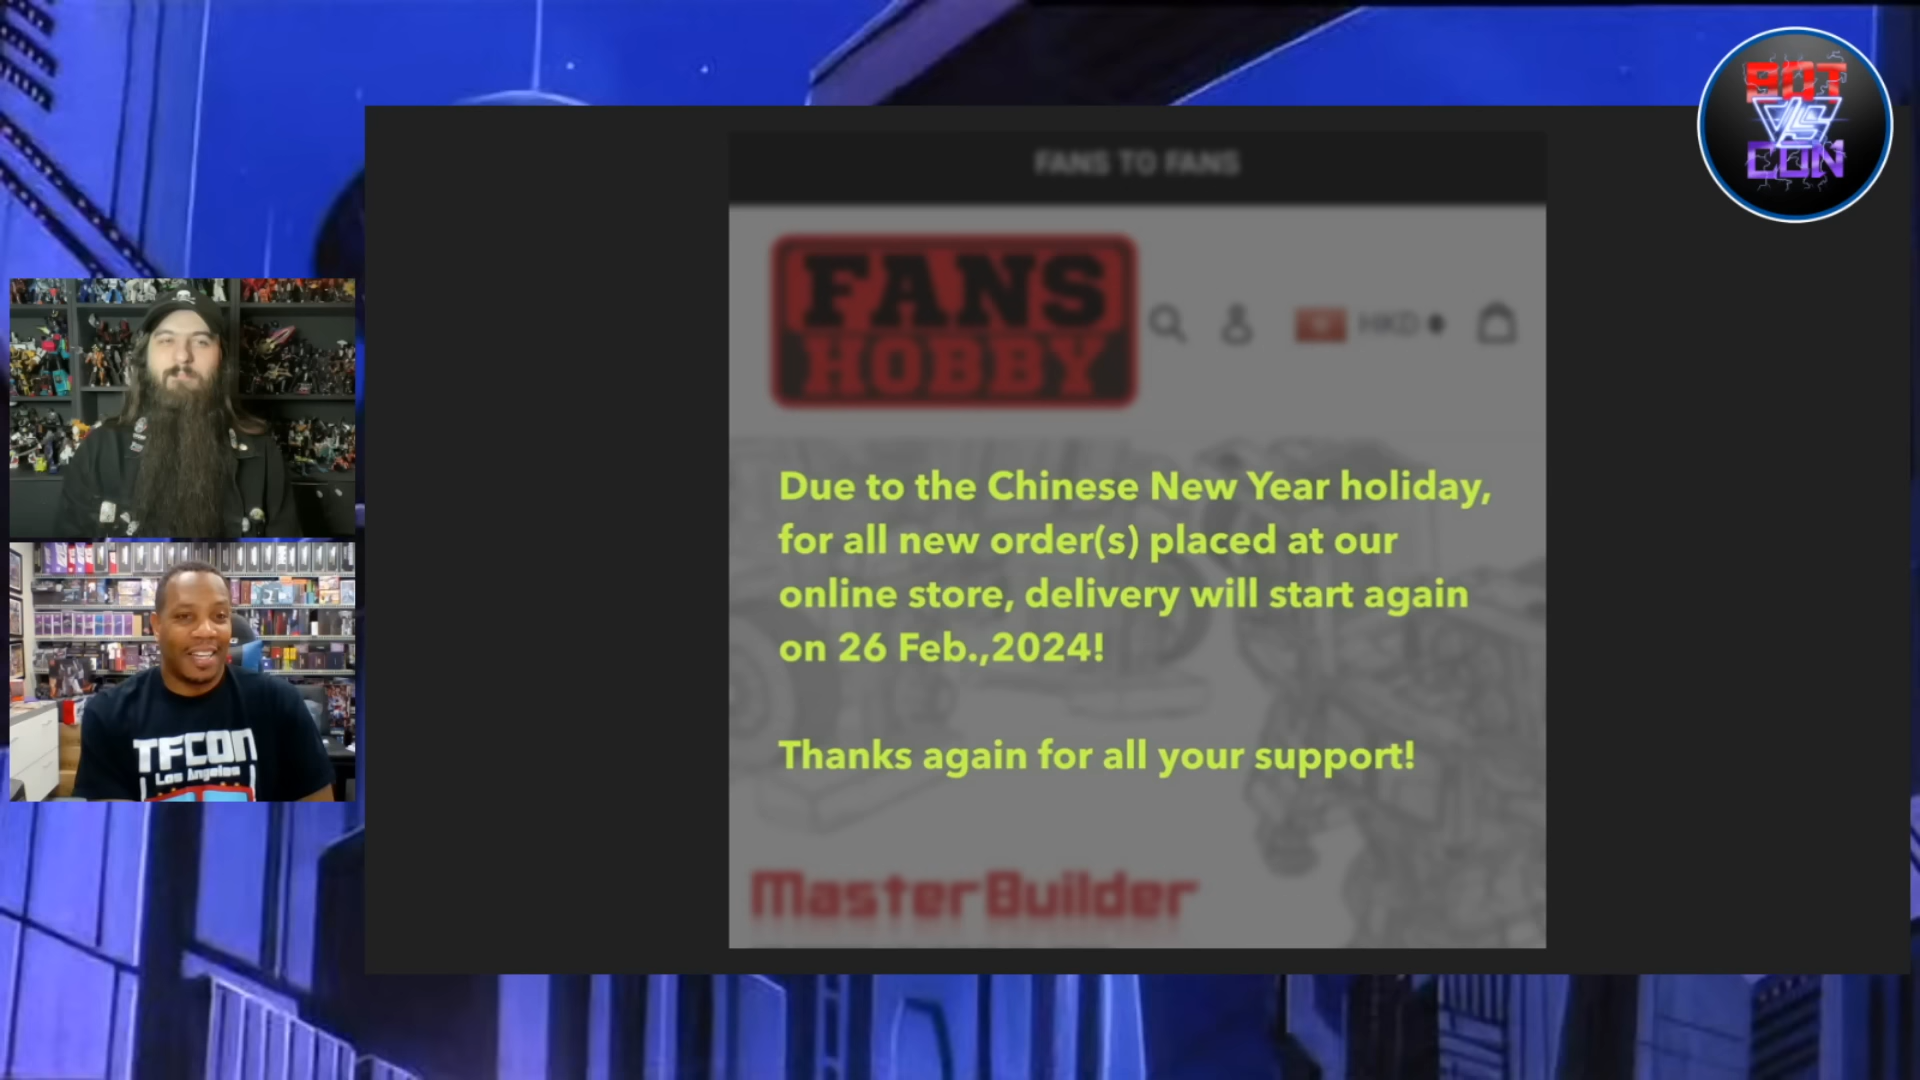 BOT
VS
CON
FANS TO FANS
FANS
HOBBY
HKD
Due to the Chinese New Year holiday,
for all new order(s) placed at our
online store, delivery will start again
on 26 Feb.,2024!
Thanks again for all your support!
MasterBuilder
TFCON
Los Angeles